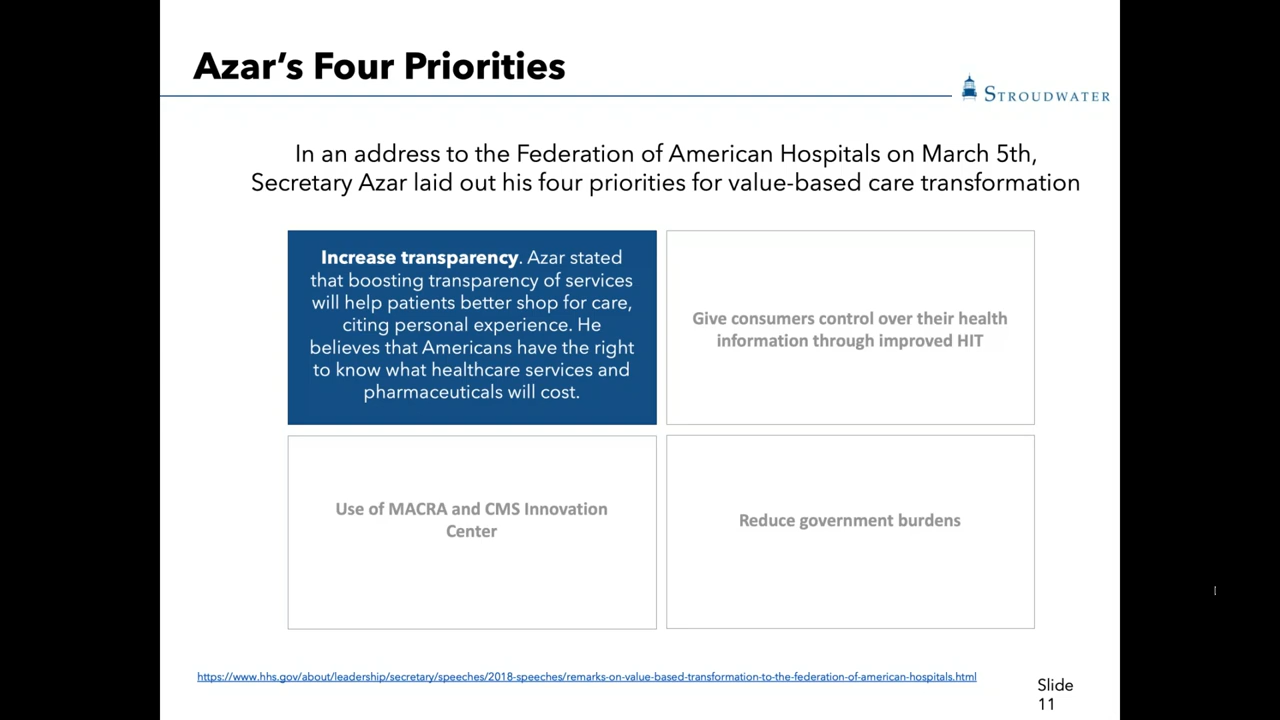 Azar’s Four Priorities
STROUDWATER
In an address to the Federation of American Hospitals on March 5th,
Secretary Azar laid out his four priorities for value-based care transformation
Increase transparency. Azar stated
that boosting transparency of services
will help patients better shop for care,
citing personal experience. He
believes that Americans have the right
to know what healthcare services and
pharmaceuticals will cost.
Give consumers control over their health
information through improved HIT
Use of MACRA and CMS Innovation
Center
Reduce government burdens
https://www.hhs.gov/about/leadership/secretary/speeches/2018-speeches/remarks-on-value-based-transformation-to-the-federation-of-american-hospitals.html
Slide
11